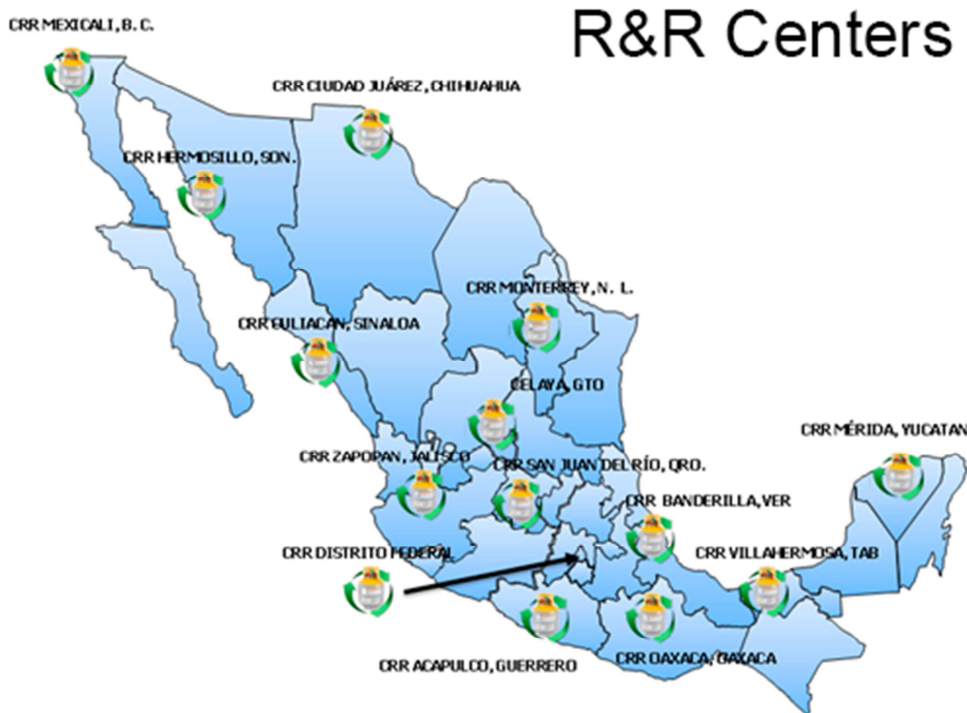 R&R Centers
CRR MEXICALI, B. C.
CRR CIUDAD JUÁREZ, CHIHUAHUA
CRR HERMOSILLO, SON.
CRR MONTERREY, N. L.
CRR CULIACAN, SINALOA
CELAYA, GTO
CRR MÉRIDA, YUCATAN
CRR ZAPOPAN, JALISCO
CRR SAN JUAN DEL RÍO, QRO.
CRR BANDERILLA, VER
CRR DISTRITO FEDERAL
CRR VILLAHERMOSA, TAB
CRR ACAPULCO, GUERRERO
CRR OAXACA, OAXACA